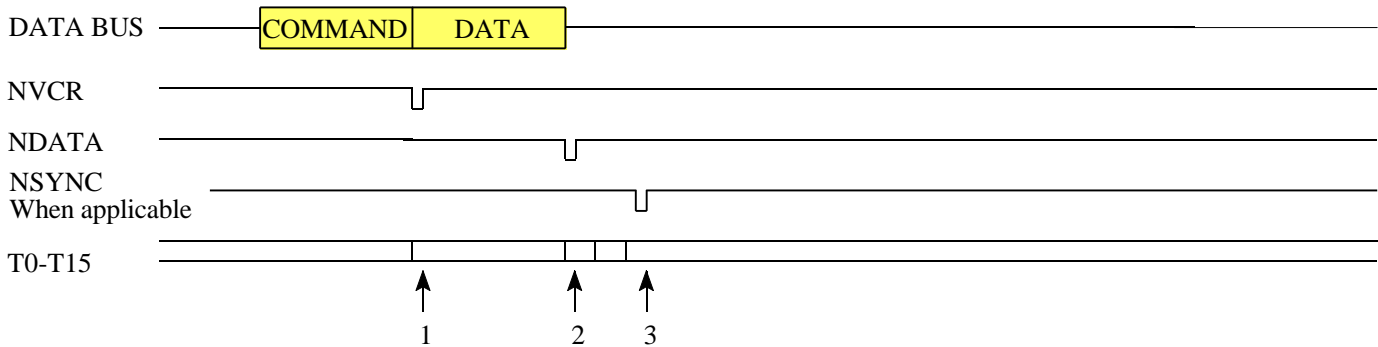 DATA BUS COMMAND DATA
NVCR
NDATA
NSYNC
When applicable
T0-T15
1 2 3